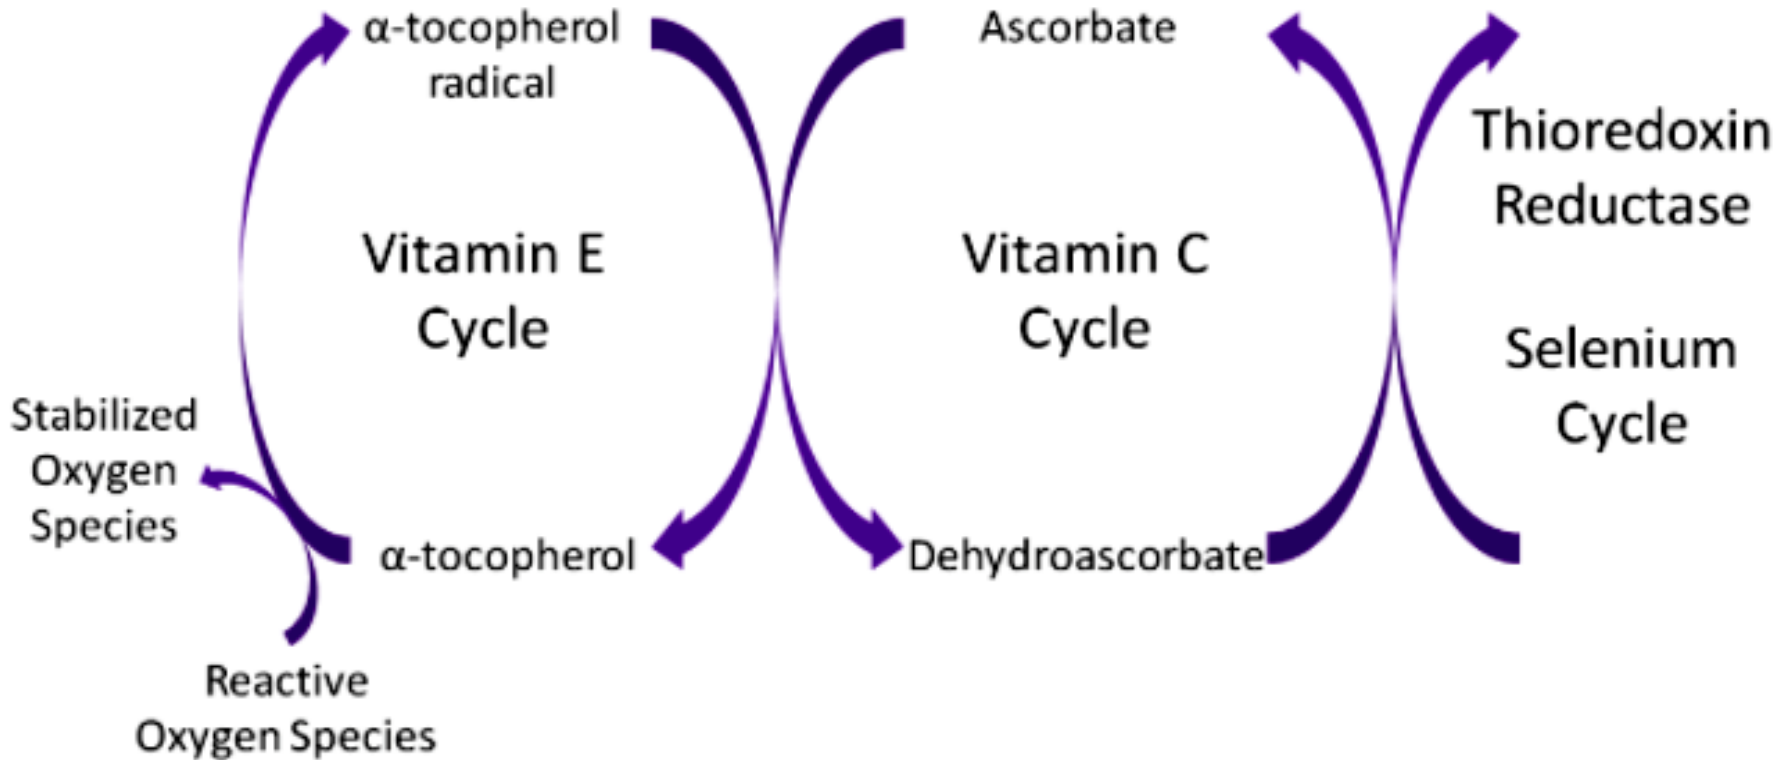 α-tocopherol
radical
Ascorbate
Thioredoxin
Reductase
Vitamin E
Cycle
Vitamin C
Cycle
Selenium
Cycle
Stabilized
Oxygen
Species
α-tocopherol
Dehydroascorbate
Reactive
Oxygen Species